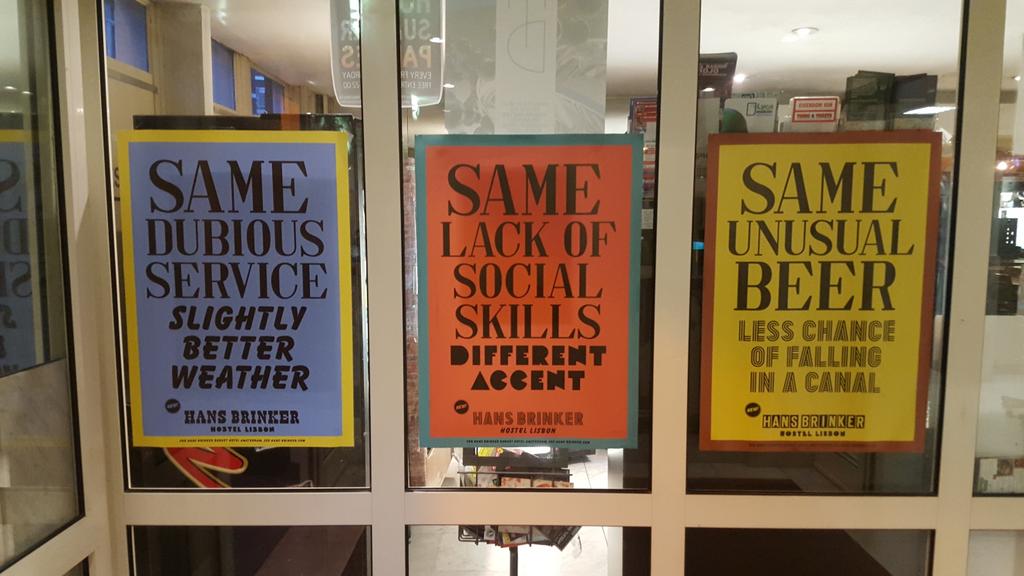 SAME
DUBIOUS
SERVICE
SLIGHTLY
BETTER
WEATHER
NEW!
HANS BRINKER
HOSTEL LISBON
SAME
LACK OF
SOCIAL
SKILLS
DIFFERENT
ACCENT
NEW!
HANS BRINKER
HOSTEL LISBON
SAME
UNUSUAL
BEER
LESS CHANCE
OF FALLING
IN A CANAL
NEW!
HANS BRINKER
HOSTEL LISBON